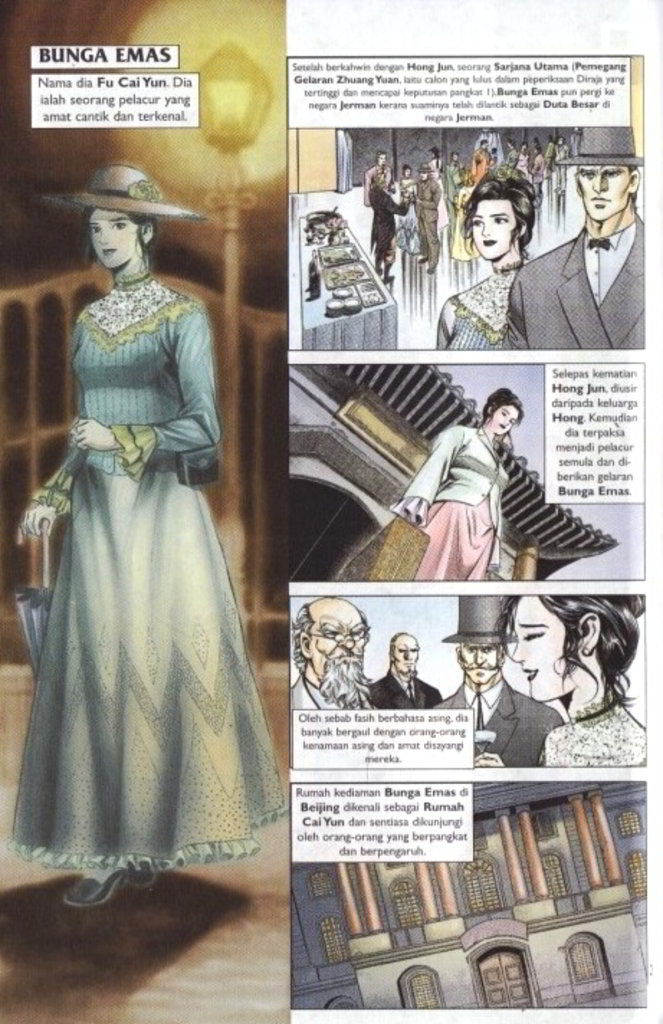 BUNGA EMAS
Nama dia Fu Cai Yun. Dia
ialah seorang pelacur yang
amat cantik dan terkenal.
Setelah berkahwin dengan Hong Jun, seorang Sarjana Utama (Pemegang
Gelaran Zhuang Yuan, iaitu calon yang lulus dalam peperiksaan Diraja yang
tertinggi dan mencapai keputusan pangkat 1). Bunga Emas pun pergi ke
negara Jerman kerana suaminya telah dilantik sebagai Duta Besar di
negara Jerman.
Selepas kematian
Hong Jun, diusir
daripada keluarga
Hong. Kemudian
dia terpaksa
menjadi pelacur
semula dan di-
berikan gelaran
Bunga Emas.
Oleh sebab fasih berbahasa asing, dia
banyak bergaul dengan orang-orang
kenamaan asing dan amat disayangi
mereka.
Rumah kediaman Bunga Emas di
Beijing dikenali sebagai Rumah
Cai Yun dan sentiasa dikunjungi
oleh orang-orang yang berpangkat
dan berpengaruh.